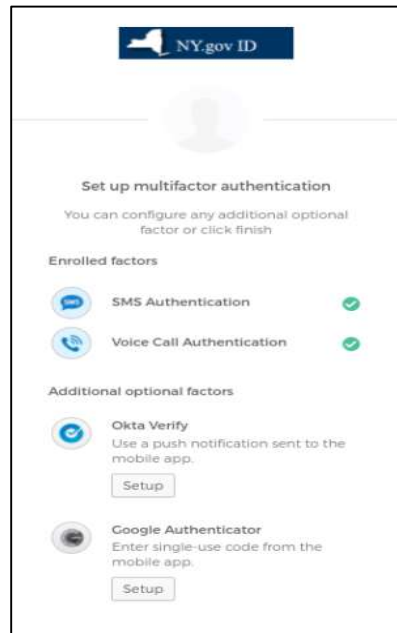 NY.gov ID
Set up multifactor authentication
You can configure any additional optional
factor or click finish
Enrolled factors
SMS
SMS Authentication
Voice Call Authentication
Additional optional factors
Okta Verify
Use a push notification sent to the
mobile app.
Setup
Google Authenticator
Enter single-use code from the
mobile app.
Setup